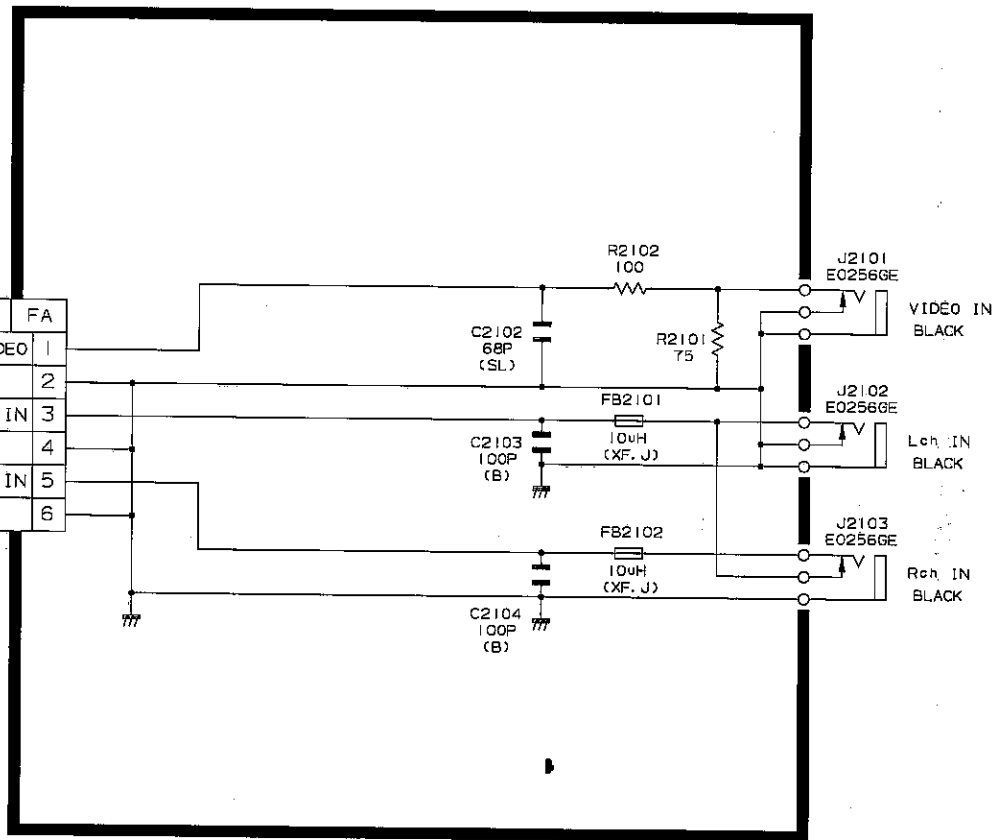 R2102
100
J2101
E0256GE
VIDEO IN
BLACK
FA
DEO 1
2
IN 3
4
IN 5
6
C2102
68P
(SL)
R2101
75
FB2101
10uH
(XF.J)
J2102
E0256GE
Lch IN
BLACK
C2103
100P
(B)
FB2102
10uH
(XF.J)
J2103
E0256GE
Rch IN
BLACK
C2104
100P
(B)